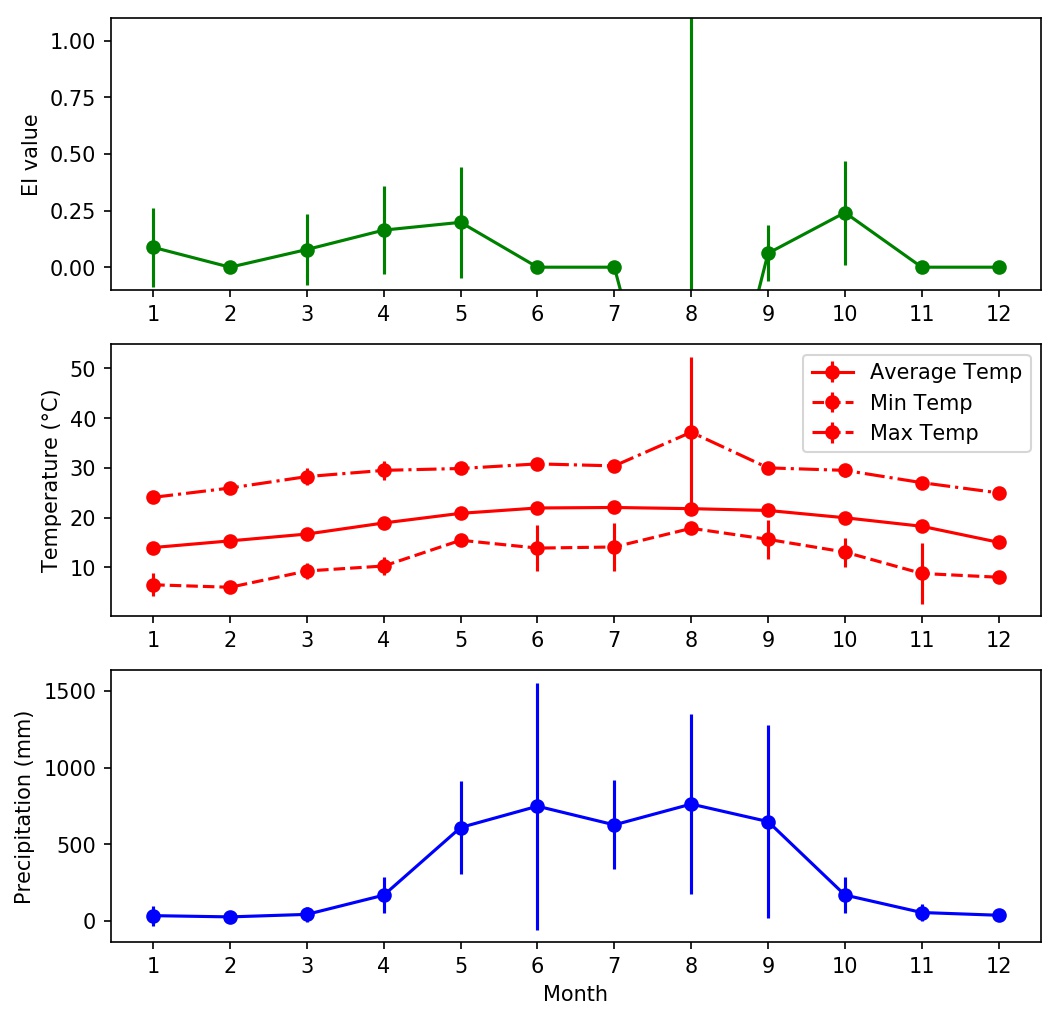 EI value
1.00
0.75
0.50
0.25
0.00
1 2 3 4 5 6 7 8 9 10 11 12
Temperature (°C)
50
40
30
20
10
Average Temp
Min Temp
Max Temp
1 2 3 4 5 6 7 8 9 10 11 12
Precipitation (mm)
1500
1000
500
0
1 2 3 4 5 6 7 8 9 10 11 12
Month